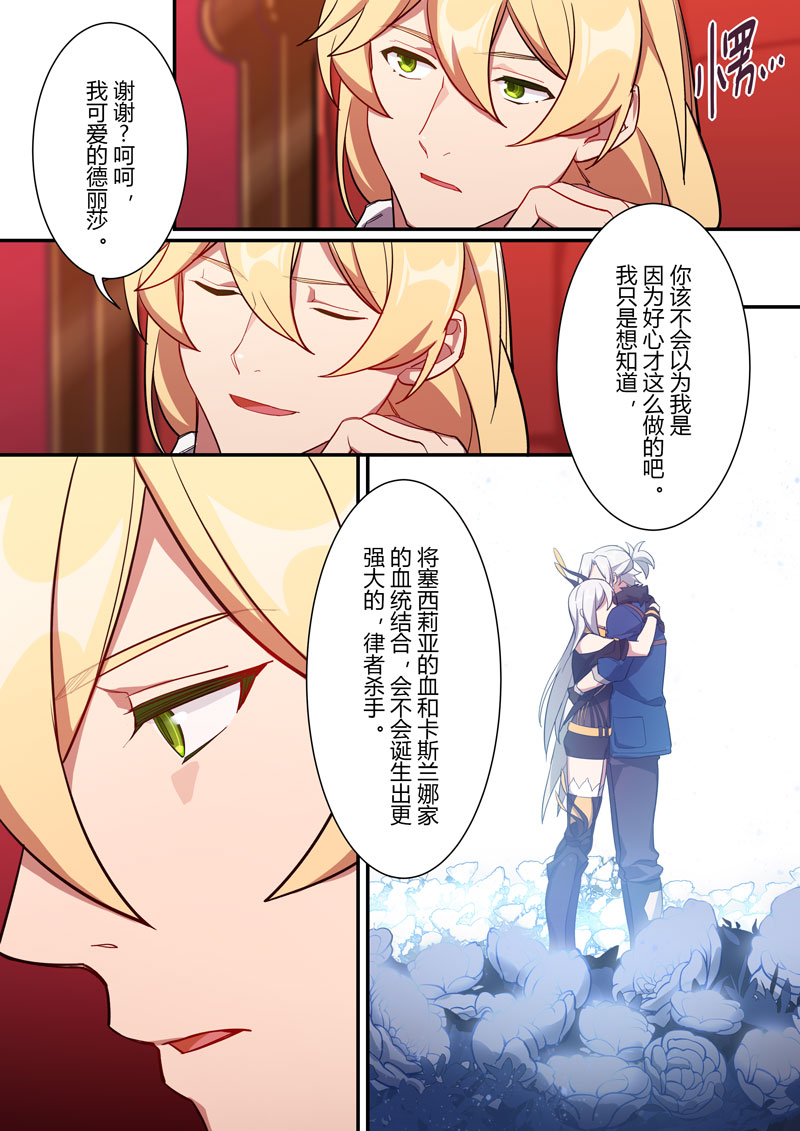 小愣…
谢谢？呵呵，
我可爱的德丽莎。
你该不会以为我是
因为好心才这么做的吧。
我只是想知道，
将塞西莉亚的血和卡斯兰娜家
的血统结合，会不会诞生出更
强大的，律者杀手。